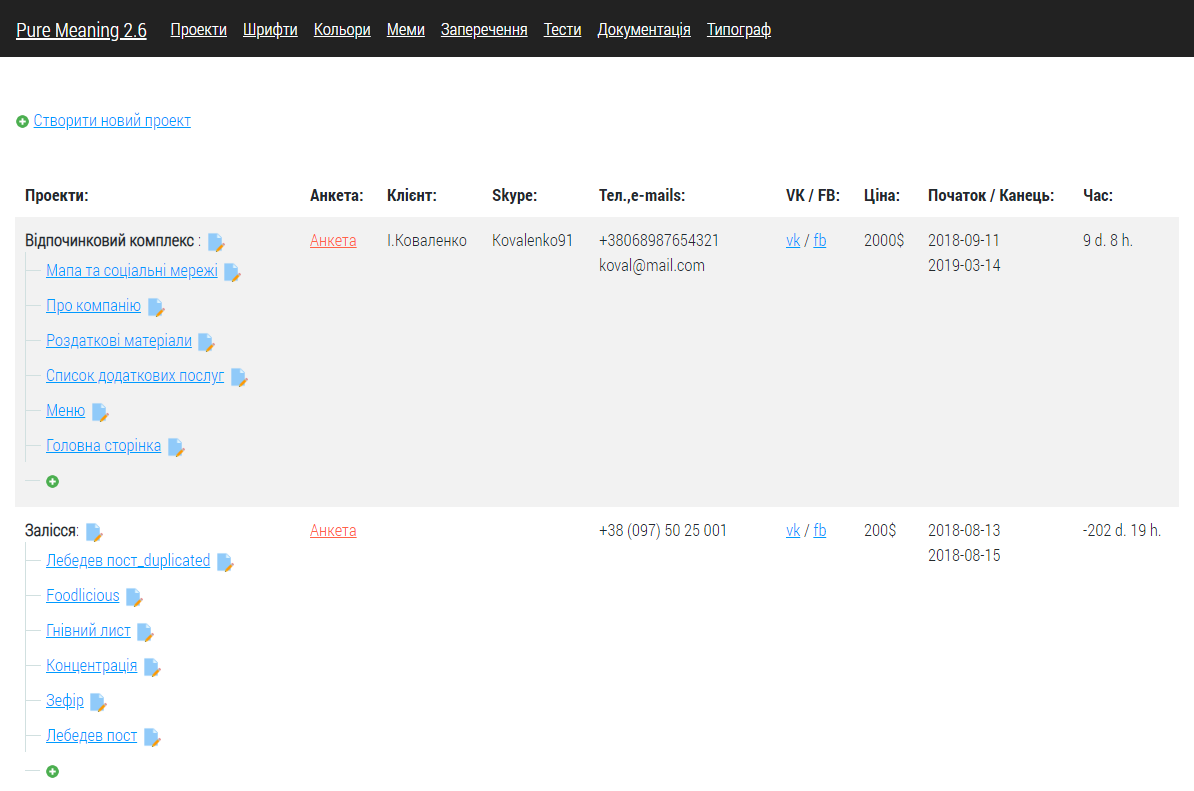 Pure Meaning 2.6 Проекти Шрифти Кольори Меми Заперечення Тести Документація Типограф
Створити новий проект
Проекти: Анкета: Клієнт: Skype: Тел.,e-mails: VK / FB: Ціна: Початок / Канець: Час:
Відпочинковий комплекс : Анкета І.Коваленко Kovalenko91 +38068987654321 vk / fb 2000$ 2018-09-11 9 d. 8 h.
koval@mail.com 2019-03-14
Мапа та соціальні мережі
Про компанію
Роздаткові матеріали
Список додаткових послуг
Меню
Головна сторінка
Залісся: Анкета +38 (097) 50 25 001 vk / fb 200$ 2018-08-13 -202 d. 19 h.
2018-08-15
Лебедев пост_duplicated
Foodlicious
Гнівний лист
Концентрація
Зефір
Лебедев пост